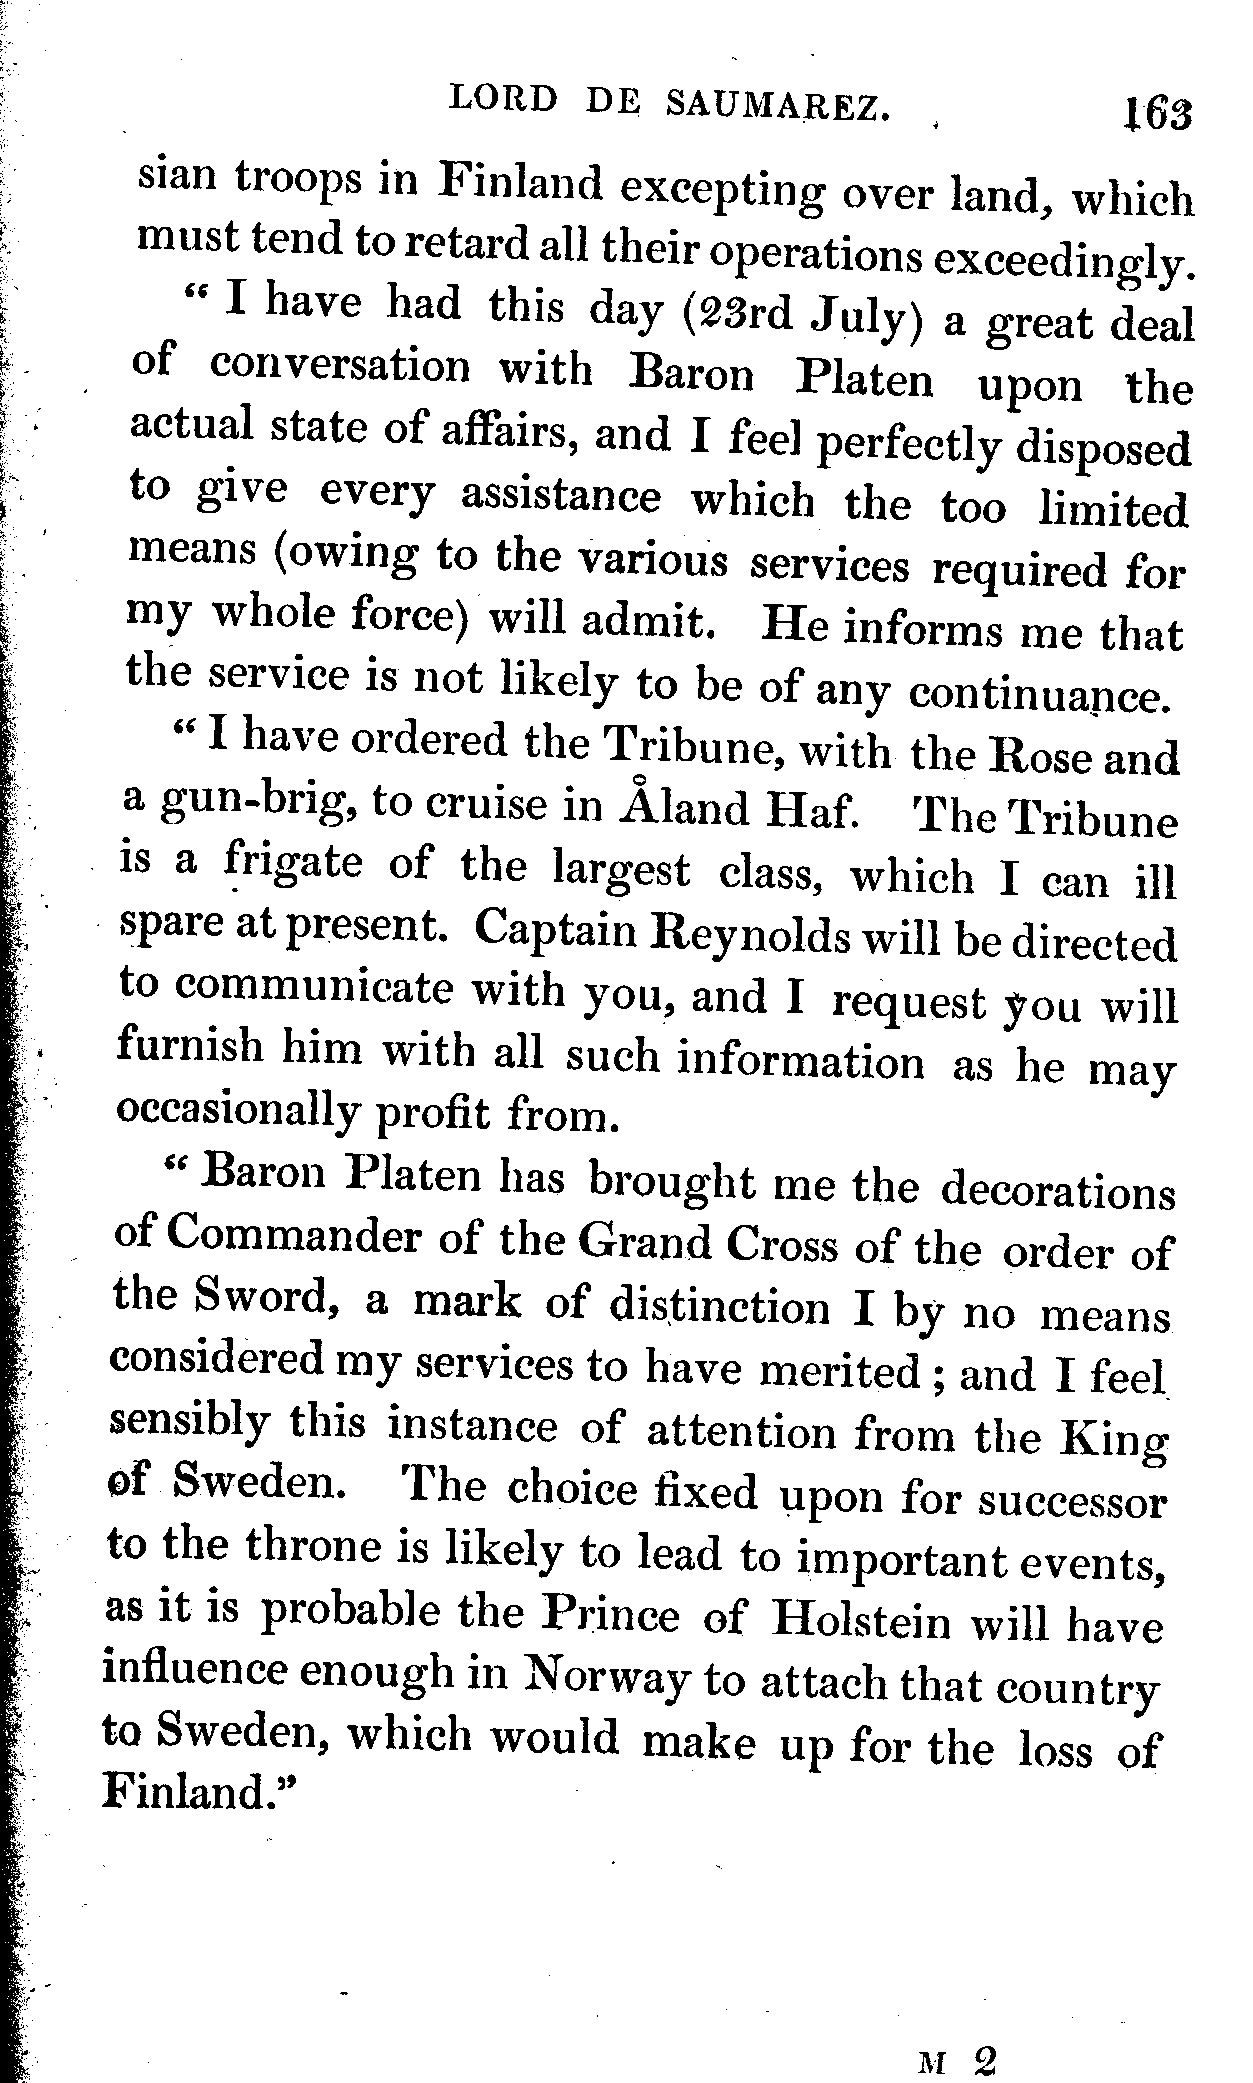 LORD DE SAUMAREZ. 163
sian troops in Finland excepting over land, which
must tend to retard all their operations exceedingly.
“ I have had this day (23rd July) a great deal
of conversation with Baron Platen upon the
actual state of affairs, and I feel perfectly disposed
to give every assistance which the too limited
means (owing to the various services required for
my whole force) will admit. He informs me that
the service is not likely to be of any continuance.
“ I have ordered the Tribune, with the Rose and
a gun-brig, to cruise in Åland Haf. The Tribune
is a frigate of the largest class, which I can ill
spare at present. Captain Reynolds will be directed
to communicate with you, and I request you will
furnish him with all such information as he may
occasionally profit from.
“ Baron Platen has brought me the decorations
of Commander of the Grand Cross of the order of
the Sword, a mark of distinction I by no means
considered my services to have merited ; and I feel
sensibly this instance of attention from the King
of Sweden. The choice fixed upon for successor
to the throne is likely to lead to important events,
as it is probable the Prince of Holstein will have
influence enough in Norway to attach that country
to Sweden, which would make up for the loss of
Finland.”
M 2